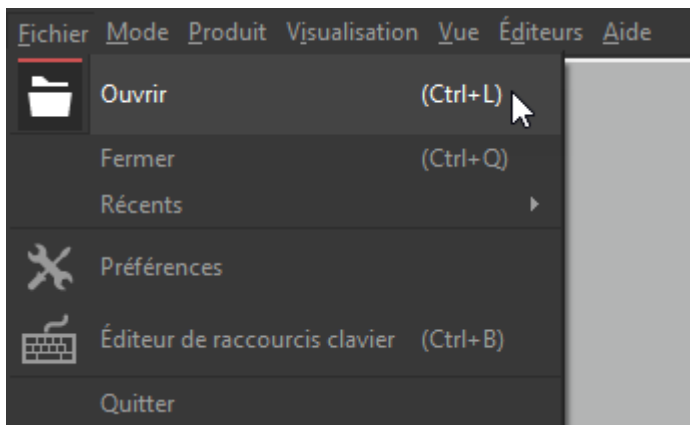 Fichier Mode Produit Visualisation Vue Éditeurs Aide
Ouvrir (Ctrl+L)
Fermer (Ctrl+Q)
Récents
Préférences
Éditeur de raccourcis clavier (Ctrl+B)
Quitter